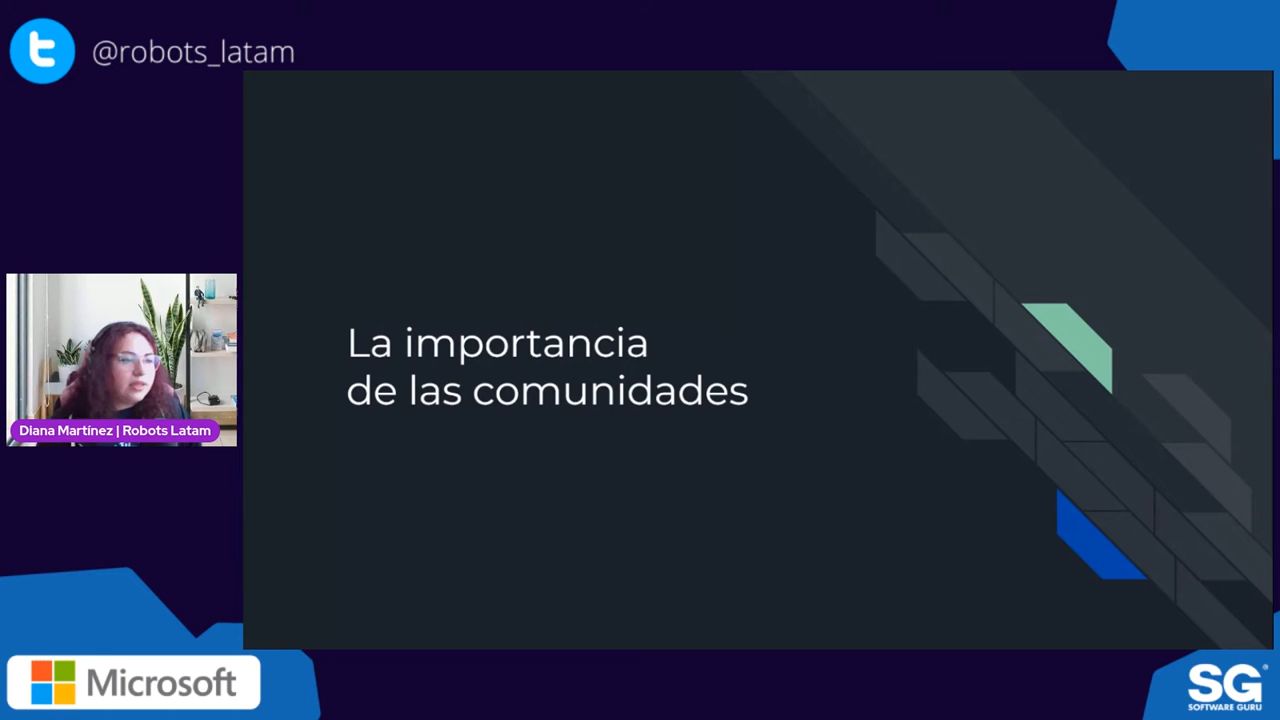 @robots_latam
La importancia
de las comunidades
Diana Martínez | Robots Latam
Microsoft
SG
SOFTWARE GURU